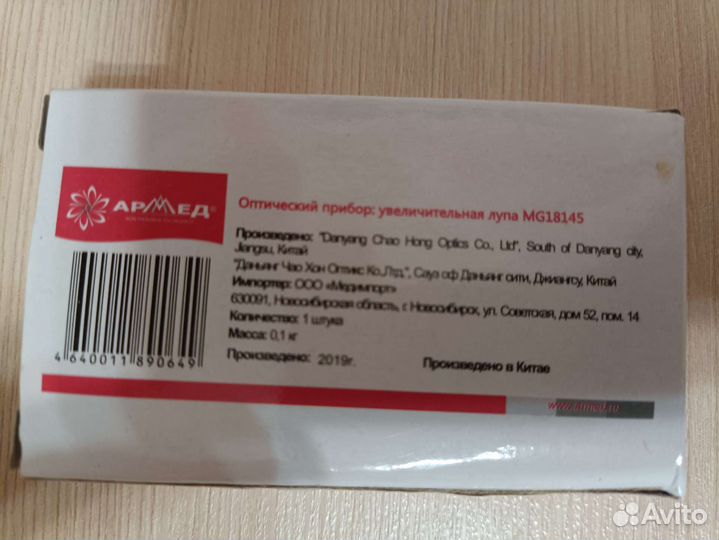 АРМЕД®
Оптический прибор: увеличительная лупа MG18145
Произведено: "Danyang Chao Hong Optics Co., Ltd", South of Danyang city,
Jiangsu, Китай
"Даньянг Чао Хон Оптикс Ко.Лтд.", Сауз оф Даньянг сити, Джиангсу, Китай
Импортер: ООО «Медимпорт»
630091, Новосибирская область, г. Новосибирск, ул. Советская, дом 52, пом. 14
Количество: 1 штука
Масса: 0,1 кг
Произведено: 2019г. Произведено в Китае
4 640011 890649
www.armed.ru
Avito